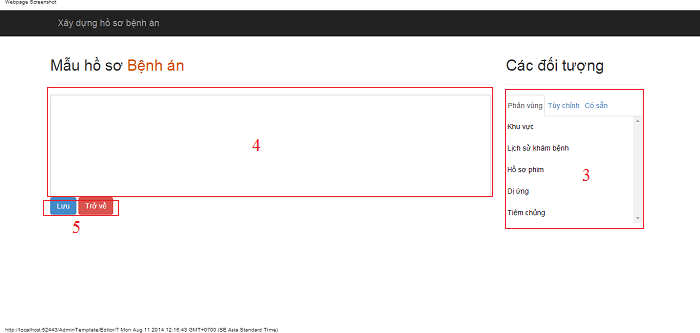 Webpage Screenshot
Xây dựng hồ sơ bệnh án
Mẫu hồ sơ Bệnh án
4
Lưu Trở về
5
Các đối tượng
Phân vùng Tùy chỉnh Có sẵn
Khu vực
Lịch sử khám bệnh
Hồ sơ phim
Dị ứng
Tiêm chủng
3
http://localhost:52443/AdminTemplate/Editor/7 Mon Aug 11 2014 12:16:43 GMT+0700 (SE Asia Standard Time)